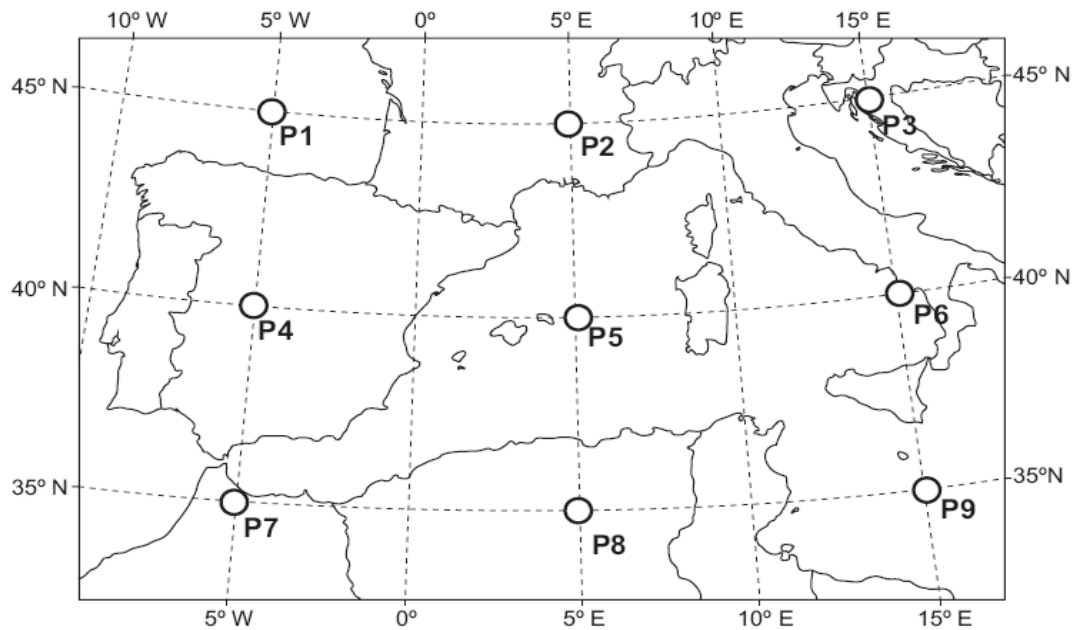 10º W 5º W 0º 5º E 10º E 15º E
45º N 45º N
P1 P2 P3
40º N 40º N
P4 P5 P6
35º N 35ºN
P7 P8 P9
5º W 0º 5º E 10º E 15º E